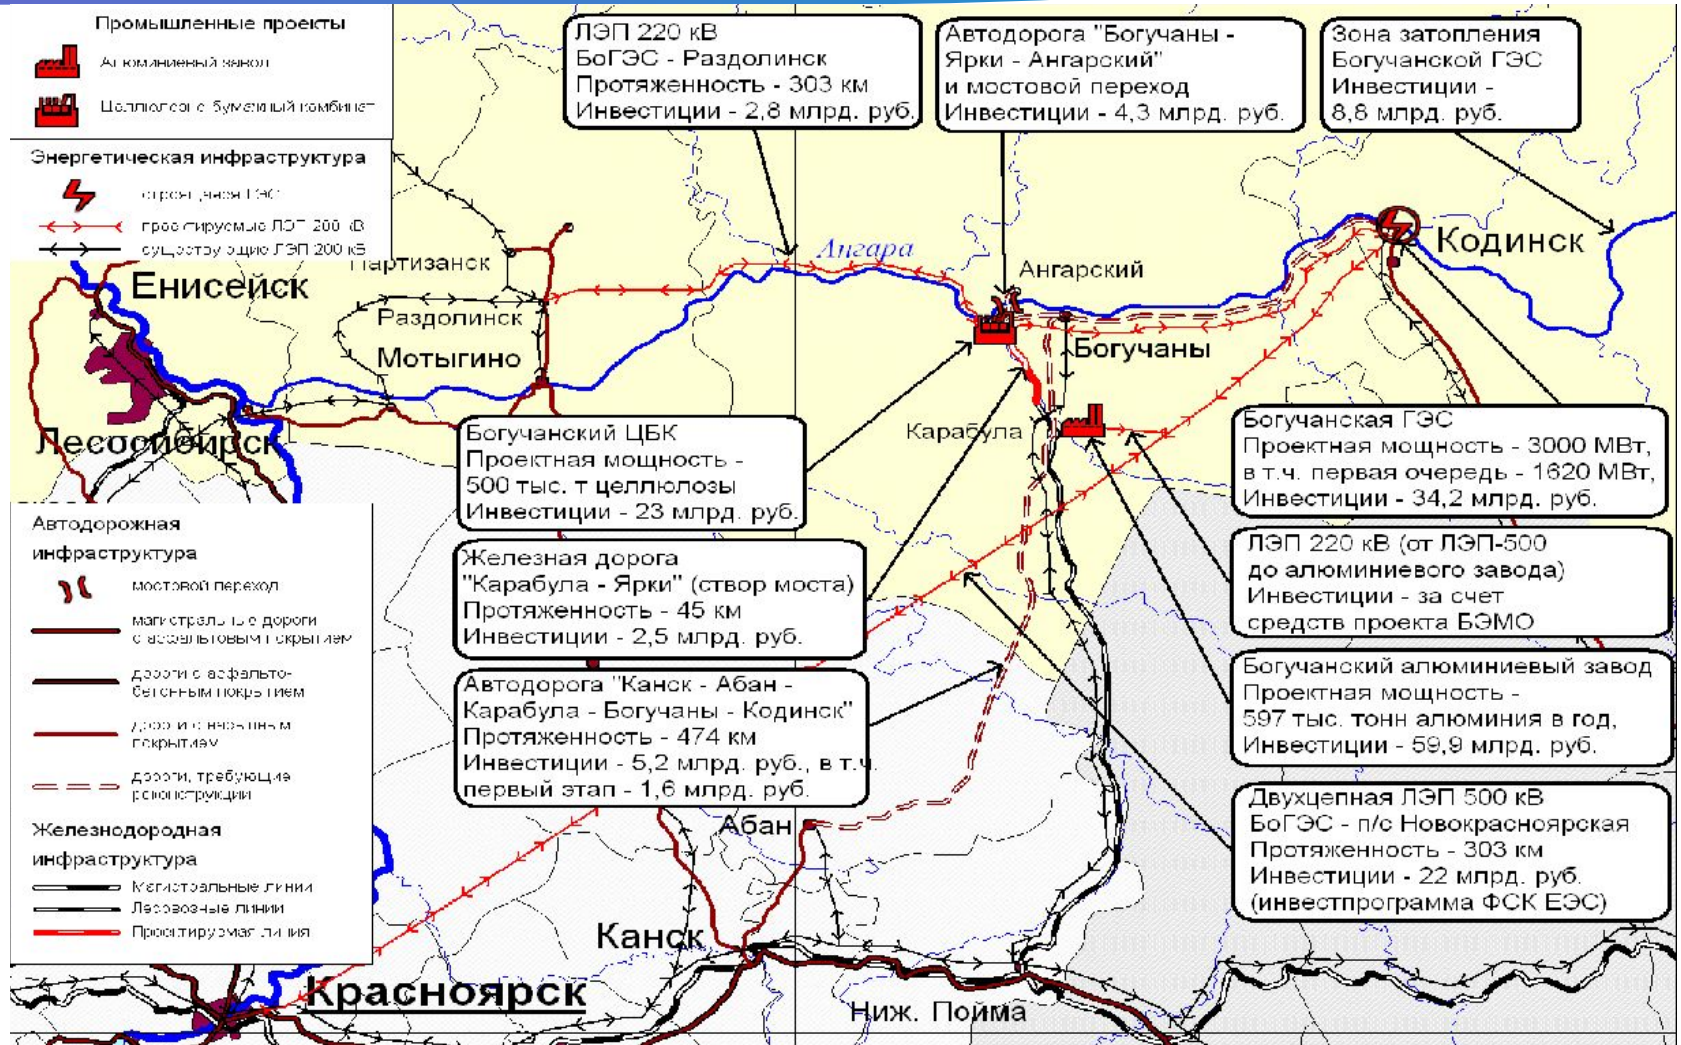 Промышленные проекты
Алюминиевый завод
Целлюлозно-бумажный комбинат
Энергетическая инфраструктура
строящаяся ГЭС
проектируемые ЛЭП 200 кВ
существующие ЛЭП 200 кВ
ЛЭП 220 кВ
БоГЭС - Раздолинск
Протяженность - 303 км
Инвестиции - 2,8 млрд. руб.
Автодорога "Богучаны -
Ярки - Ангарский"
и мостовой переход
Инвестиции - 4,3 млрд. руб.
Зона затопления
Богучанской ГЭС
Инвестиции -
8,8 млрд. руб.
Ангара
Кодинск
Партизанск
Ангарский
Енисейск
Раздолинск
Мотыгино
Богучаны
Лесосибирск
Карабула
Богучанский ЦБК
Проектная мощность -
500 тыс. т целлюлозы
Инвестиции - 23 млрд. руб.
Богучанская ГЭС
Проектная мощность - 3000 МВт,
в т.ч. первая очередь - 1620 МВт,
Инвестиции - 34,2 млрд. руб.
Железная дорога
"Карабула - Ярки" (створ моста)
Протяженность - 45 км
Инвестиции - 2,5 млрд. руб.
ЛЭП 220 кВ (от ЛЭП-500
до алюминиевого завода)
Инвестиции - за счет
средств проекта БЭМО
Автодорога "Канск - Абан -
Карабула - Богучаны - Кодинск"
Протяженность - 474 км
Инвестиции - 5,2 млрд. руб., в т.ч.
первый этап - 1,6 млрд. руб.
Богучанский алюминиевый завод
Проектная мощность -
597 тыс. тонн алюминия в год,
Инвестиции - 59,9 млрд. руб.
Двухцепная ЛЭП 500 кВ
БоГЭС - п/с Новокрасноярская
Протяженность - 303 км
Инвестиции - 22 млрд. руб.
(инвестпрограмма ФСК ЕЭС)
Автодорожная
инфраструктура
мостовой переход
магистральные дороги
с асфальтовым покрытием
дороги с асфальто-
бетонным покрытием
дороги с насыпным
покрытием
дороги, требующие
реконструкции
Железнодородная
инфраструктура
Магистральные линии
Лесовозные линии
Проектируемая линия
Абан
Канск
Красноярск
Ниж. Пойма